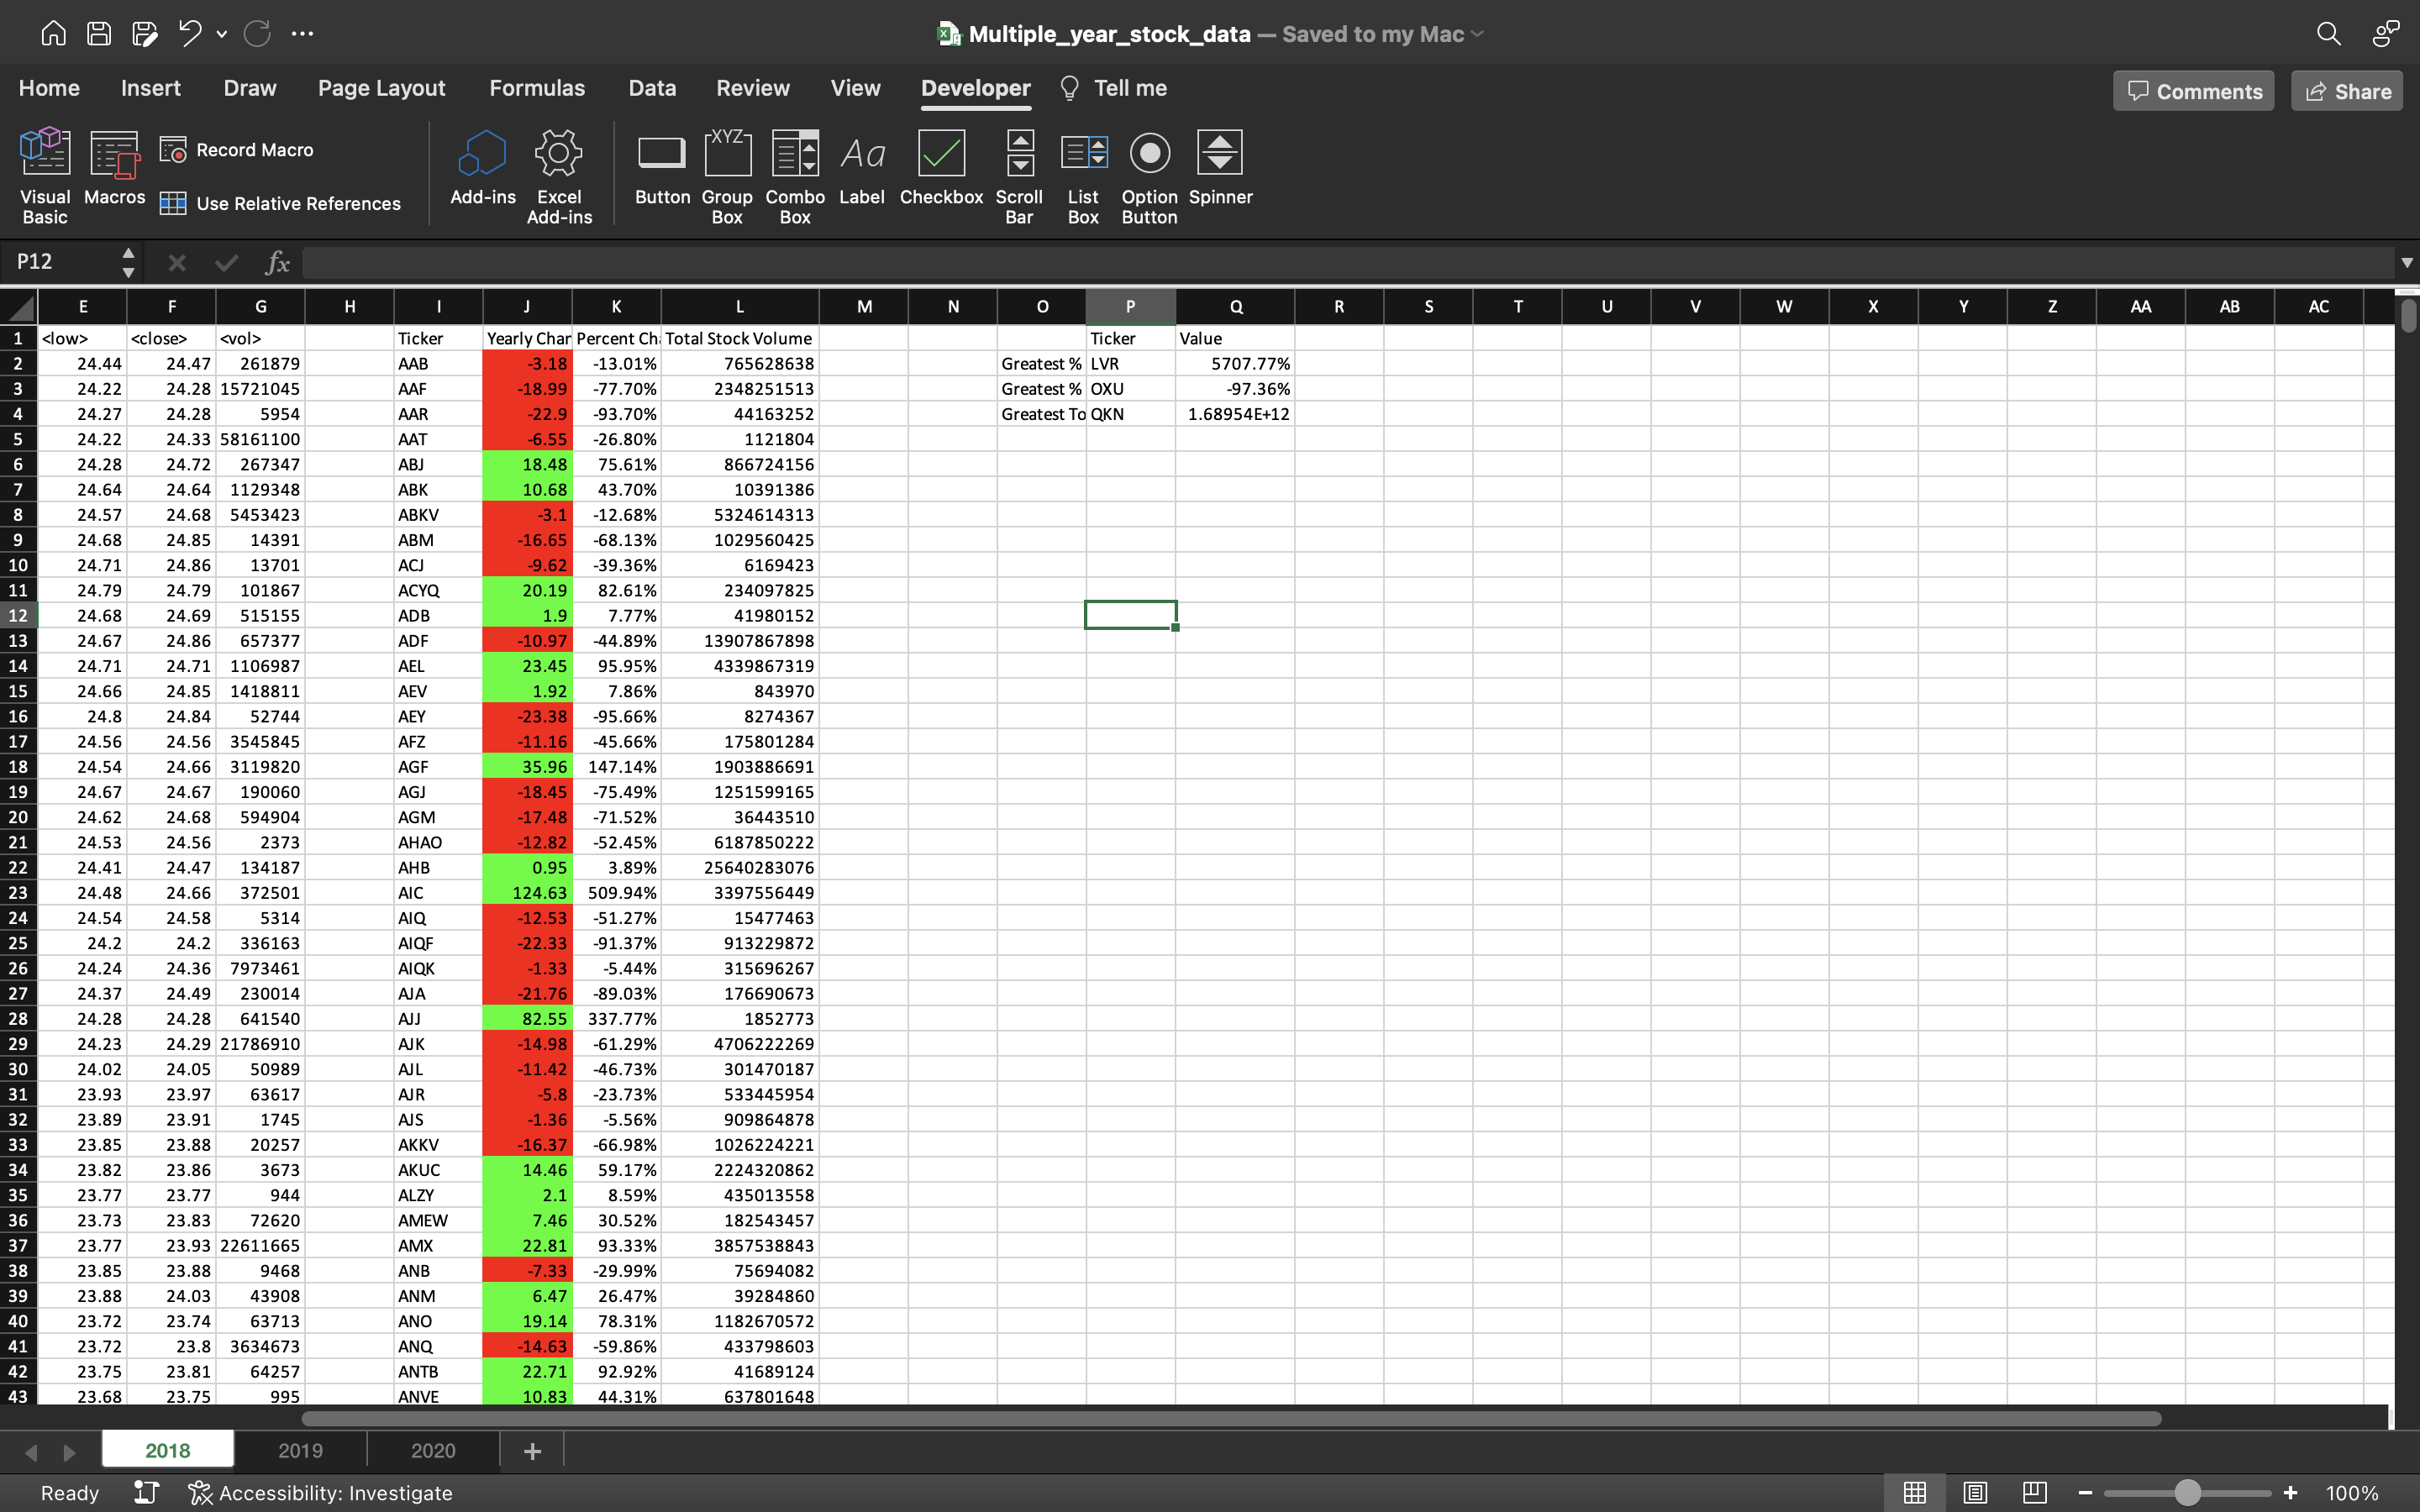 Multiple_year_stock_data — Saved to my Mac
Home Insert Draw Page Layout Formulas Data Review View Developer Tell me Comments Share
Visual Basic Macros Record Macro Use Relative References Add-ins Excel Add-ins Button XYZ Group Box Combo Box Aa Label Checkbox Scroll Bar List Box Option Button Spinner
P12 fx
E F G H I J K L M N O P Q R S T U V W X Y Z AA AB AC
1 <low> <close> <vol> Ticker Yearly Char Percent Ch Total Stock Volume Ticker Value
2 24.44 24.47 261879 AAB -3.18 -13.01% 765628638 Greatest % LVR 5707.77%
3 24.22 24.28 15721045 AAF -18.99 -77.70% 2348251513 Greatest % OXU -97.36%
4 24.27 24.28 5954 AAR -22.9 -93.70% 44163252 Greatest To QKN 1.68954E+12
5 24.22 24.33 58161100 AAT -6.55 -26.80% 1121804
6 24.28 24.72 267347 ABJ 18.48 75.61% 866724156
7 24.64 24.64 1129348 ABK 10.68 43.70% 10391386
8 24.57 24.68 5453423 ABKV -3.1 -12.68% 5324614313
9 24.68 24.85 14391 ABM -16.65 -68.13% 1029560425
10 24.71 24.86 13701 ACJ -9.62 -39.36% 6169423
11 24.79 24.79 101867 ACYQ 20.19 82.61% 234097825
12 24.68 24.69 515155 ADB 1.9 7.77% 41980152
13 24.67 24.86 657377 ADF -10.97 -44.89% 13907867898
14 24.71 24.71 1106987 AEL 23.45 95.95% 4339867319
15 24.66 24.85 1418811 AEV 1.92 7.86% 843970
16 24.8 24.84 52744 AEY -23.38 -95.66% 8274367
17 24.56 24.56 3545845 AFZ -11.16 -45.66% 175801284
18 24.54 24.66 3119820 AGF 35.96 147.14% 1903886691
19 24.67 24.67 190060 AGJ -18.45 -75.49% 1251599165
20 24.62 24.68 594904 AGM -17.48 -71.52% 36443510
21 24.53 24.56 2373 AHAO -12.82 -52.45% 6187850222
22 24.41 24.47 134187 AHB 0.95 3.89% 25640283076
23 24.48 24.66 372501 AIC 124.63 509.94% 3397556449
24 24.54 24.58 5314 AIQ -12.53 -51.27% 15477463
25 24.2 24.2 336163 AIQF -22.33 -91.37% 913229872
26 24.24 24.36 7973461 AIQK -1.33 -5.44% 315696267
27 24.37 24.49 230014 AJA -21.76 -89.03% 176690673
28 24.28 24.28 641540 AJJ 82.55 337.77% 1852773
29 24.23 24.29 21786910 AJK -14.98 -61.29% 4706222269
30 24.02 24.05 50989 AJL -11.42 -46.73% 301470187
31 23.93 23.97 63617 AJR -5.8 -23.73% 533445954
32 23.89 23.91 1745 AJS -1.36 -5.56% 909864878
33 23.85 23.88 20257 AKKV -16.37 -66.98% 1026224221
34 23.82 23.86 3673 AKUC 14.46 59.17% 2224320862
35 23.77 23.77 944 ALZY 2.1 8.59% 435013558
36 23.73 23.83 72620 AMEW 7.46 30.52% 182543457
37 23.77 23.93 22611665 AMX 22.81 93.33% 3857538843
38 23.85 23.88 9468 ANB -7.33 -29.99% 75694082
39 23.88 24.03 43908 ANM 6.47 26.47% 39284860
40 23.72 23.74 63713 ANO 19.14 78.31% 1182670572
41 23.72 23.8 3634673 ANQ -14.63 -59.86% 433798603
42 23.75 23.81 64257 ANTB 22.71 92.92% 41689124
43 23.68 23.75 995 ANVE 10.83 44.31% 637801648
2018 2019 2020 +
Ready Accessibility: Investigate 100%